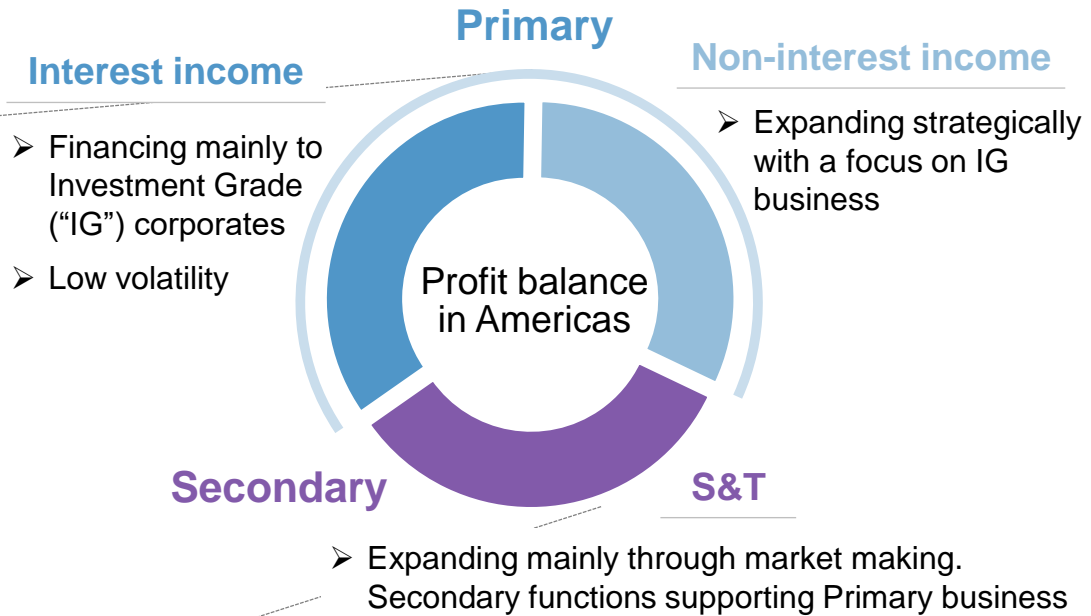 Primary
Interest income
➢ Financing mainly to
Investment Grade
(“IG”) corporates
➢ Low volatility
Non-interest income
➢ Expanding strategically
with a focus on IG
business
Profit balance
in Americas
Secondary
S&T
➢ Expanding mainly through market making.
Secondary functions supporting Primary business